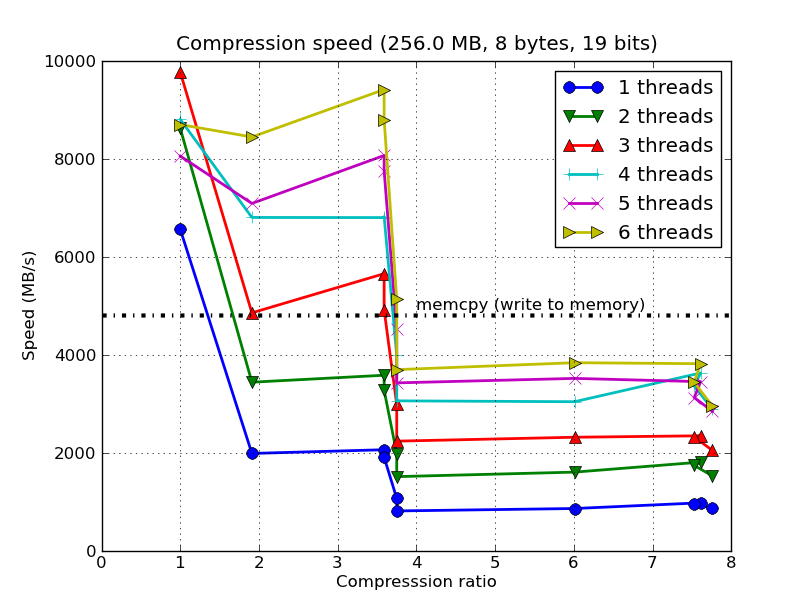 Compression speed (256.0 MB, 8 bytes, 19 bits)
10000
8000
6000
4000
2000
0
Speed (MB/s)
1 threads
2 threads
3 threads
4 threads
5 threads
6 threads
memcpy (write to memory)
0 1 2 3 4 5 6 7 8
Compresssion ratio